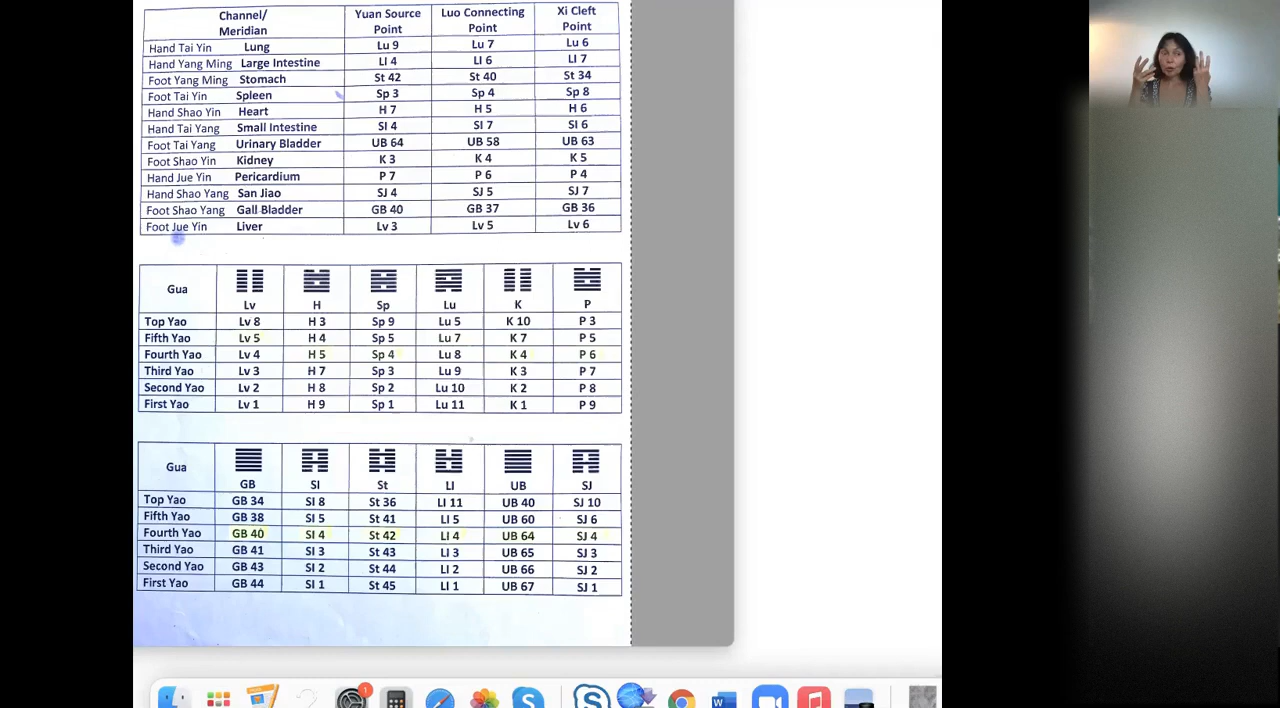 Channel/ Meridian Yuan Source Point Luo Connecting Point Xi Cleft Point
Hand Tai Yin Lung Lu 9 Lu 7 Lu 6
Hand Yang Ming Large Intestine LI 4 LI 6 LI 7
Foot Yang Ming Stomach St 42 St 40 St 34
Foot Tai Yin Spleen Sp 3 Sp 4 Sp 8
Hand Shao Yin Heart H 7 H 5 H 6
Hand Tai Yang Small Intestine SI 4 SI 7 SI 6
Foot Tai Yang Urinary Bladder UB 64 UB 58 UB 63
Foot Shao Yin Kidney K 3 K 4 K 5
Hand Jue Yin Pericardium P 7 P 6 P 4
Hand Shao Yang San Jiao SJ 4 SJ 5 SJ 7
Foot Shao Yang Gall Bladder GB 40 GB 37 GB 36
Foot Jue Yin Liver Lv 3 Lv 5 Lv 6
Gua Lv H Sp Lu K P
Top Yao Lv 8 H 3 Sp 9 Lu 5 K 10 P 3
Fifth Yao Lv 5 H 4 Sp 5 Lu 7 K 7 P 5
Fourth Yao Lv 4 H 5 Sp 4 Lu 8 K 4 P 6
Third Yao Lv 3 H 7 Sp 3 Lu 9 K 3 P 7
Second Yao Lv 2 H 8 Sp 2 Lu 10 K 2 P 8
First Yao Lv 1 H 9 Sp 1 Lu 11 K 1 P 9
Gua GB SI St LI UB SJ
Top Yao GB 34 SI 8 St 36 LI 11 UB 40 SJ 10
Fifth Yao GB 38 SI 5 St 41 LI 5 UB 60 SJ 6
Fourth Yao GB 40 SI 4 St 42 LI 4 UB 64 SJ 4
Third Yao GB 41 SI 3 St 43 LI 3 UB 65 SJ 3
Second Yao GB 43 SI 2 St 44 LI 2 UB 66 SJ 2
First Yao GB 44 SI 1 St 45 LI 1 UB 67 SJ 1
1
S S W